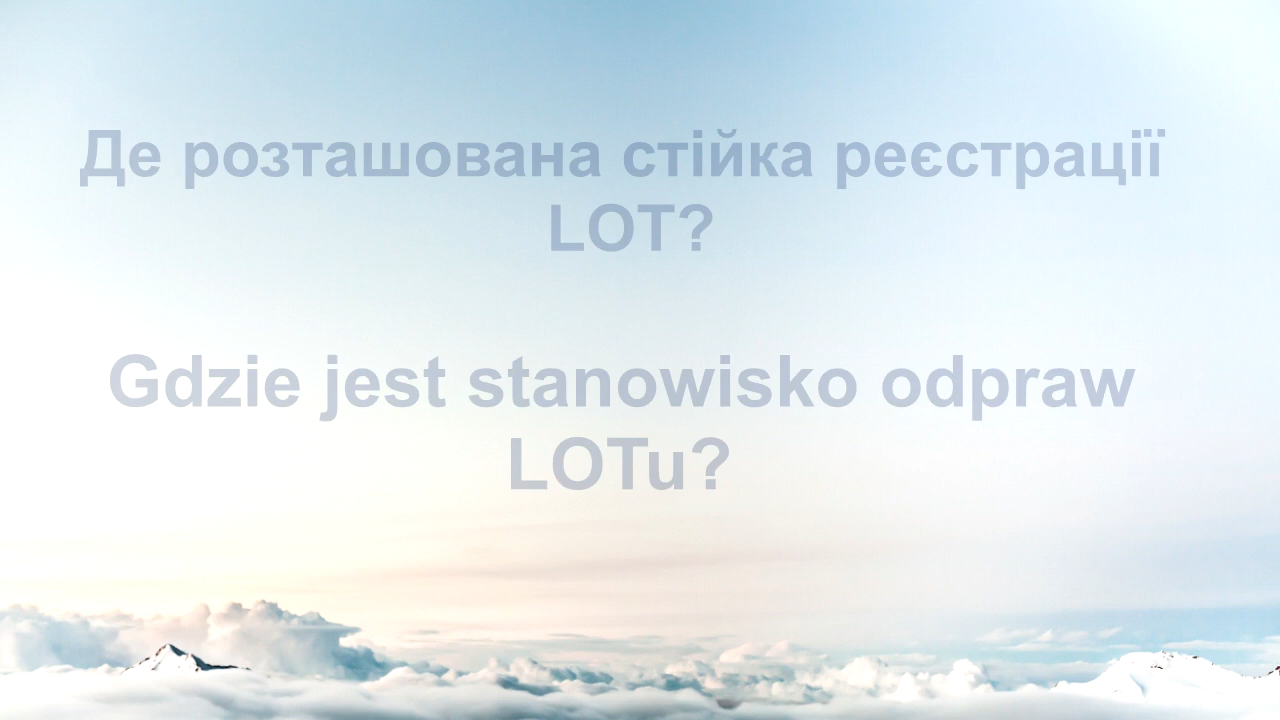 Де розташована стійка реєстрації
LOT?
Gdzie jest stanowisko odpraw
LOTu?